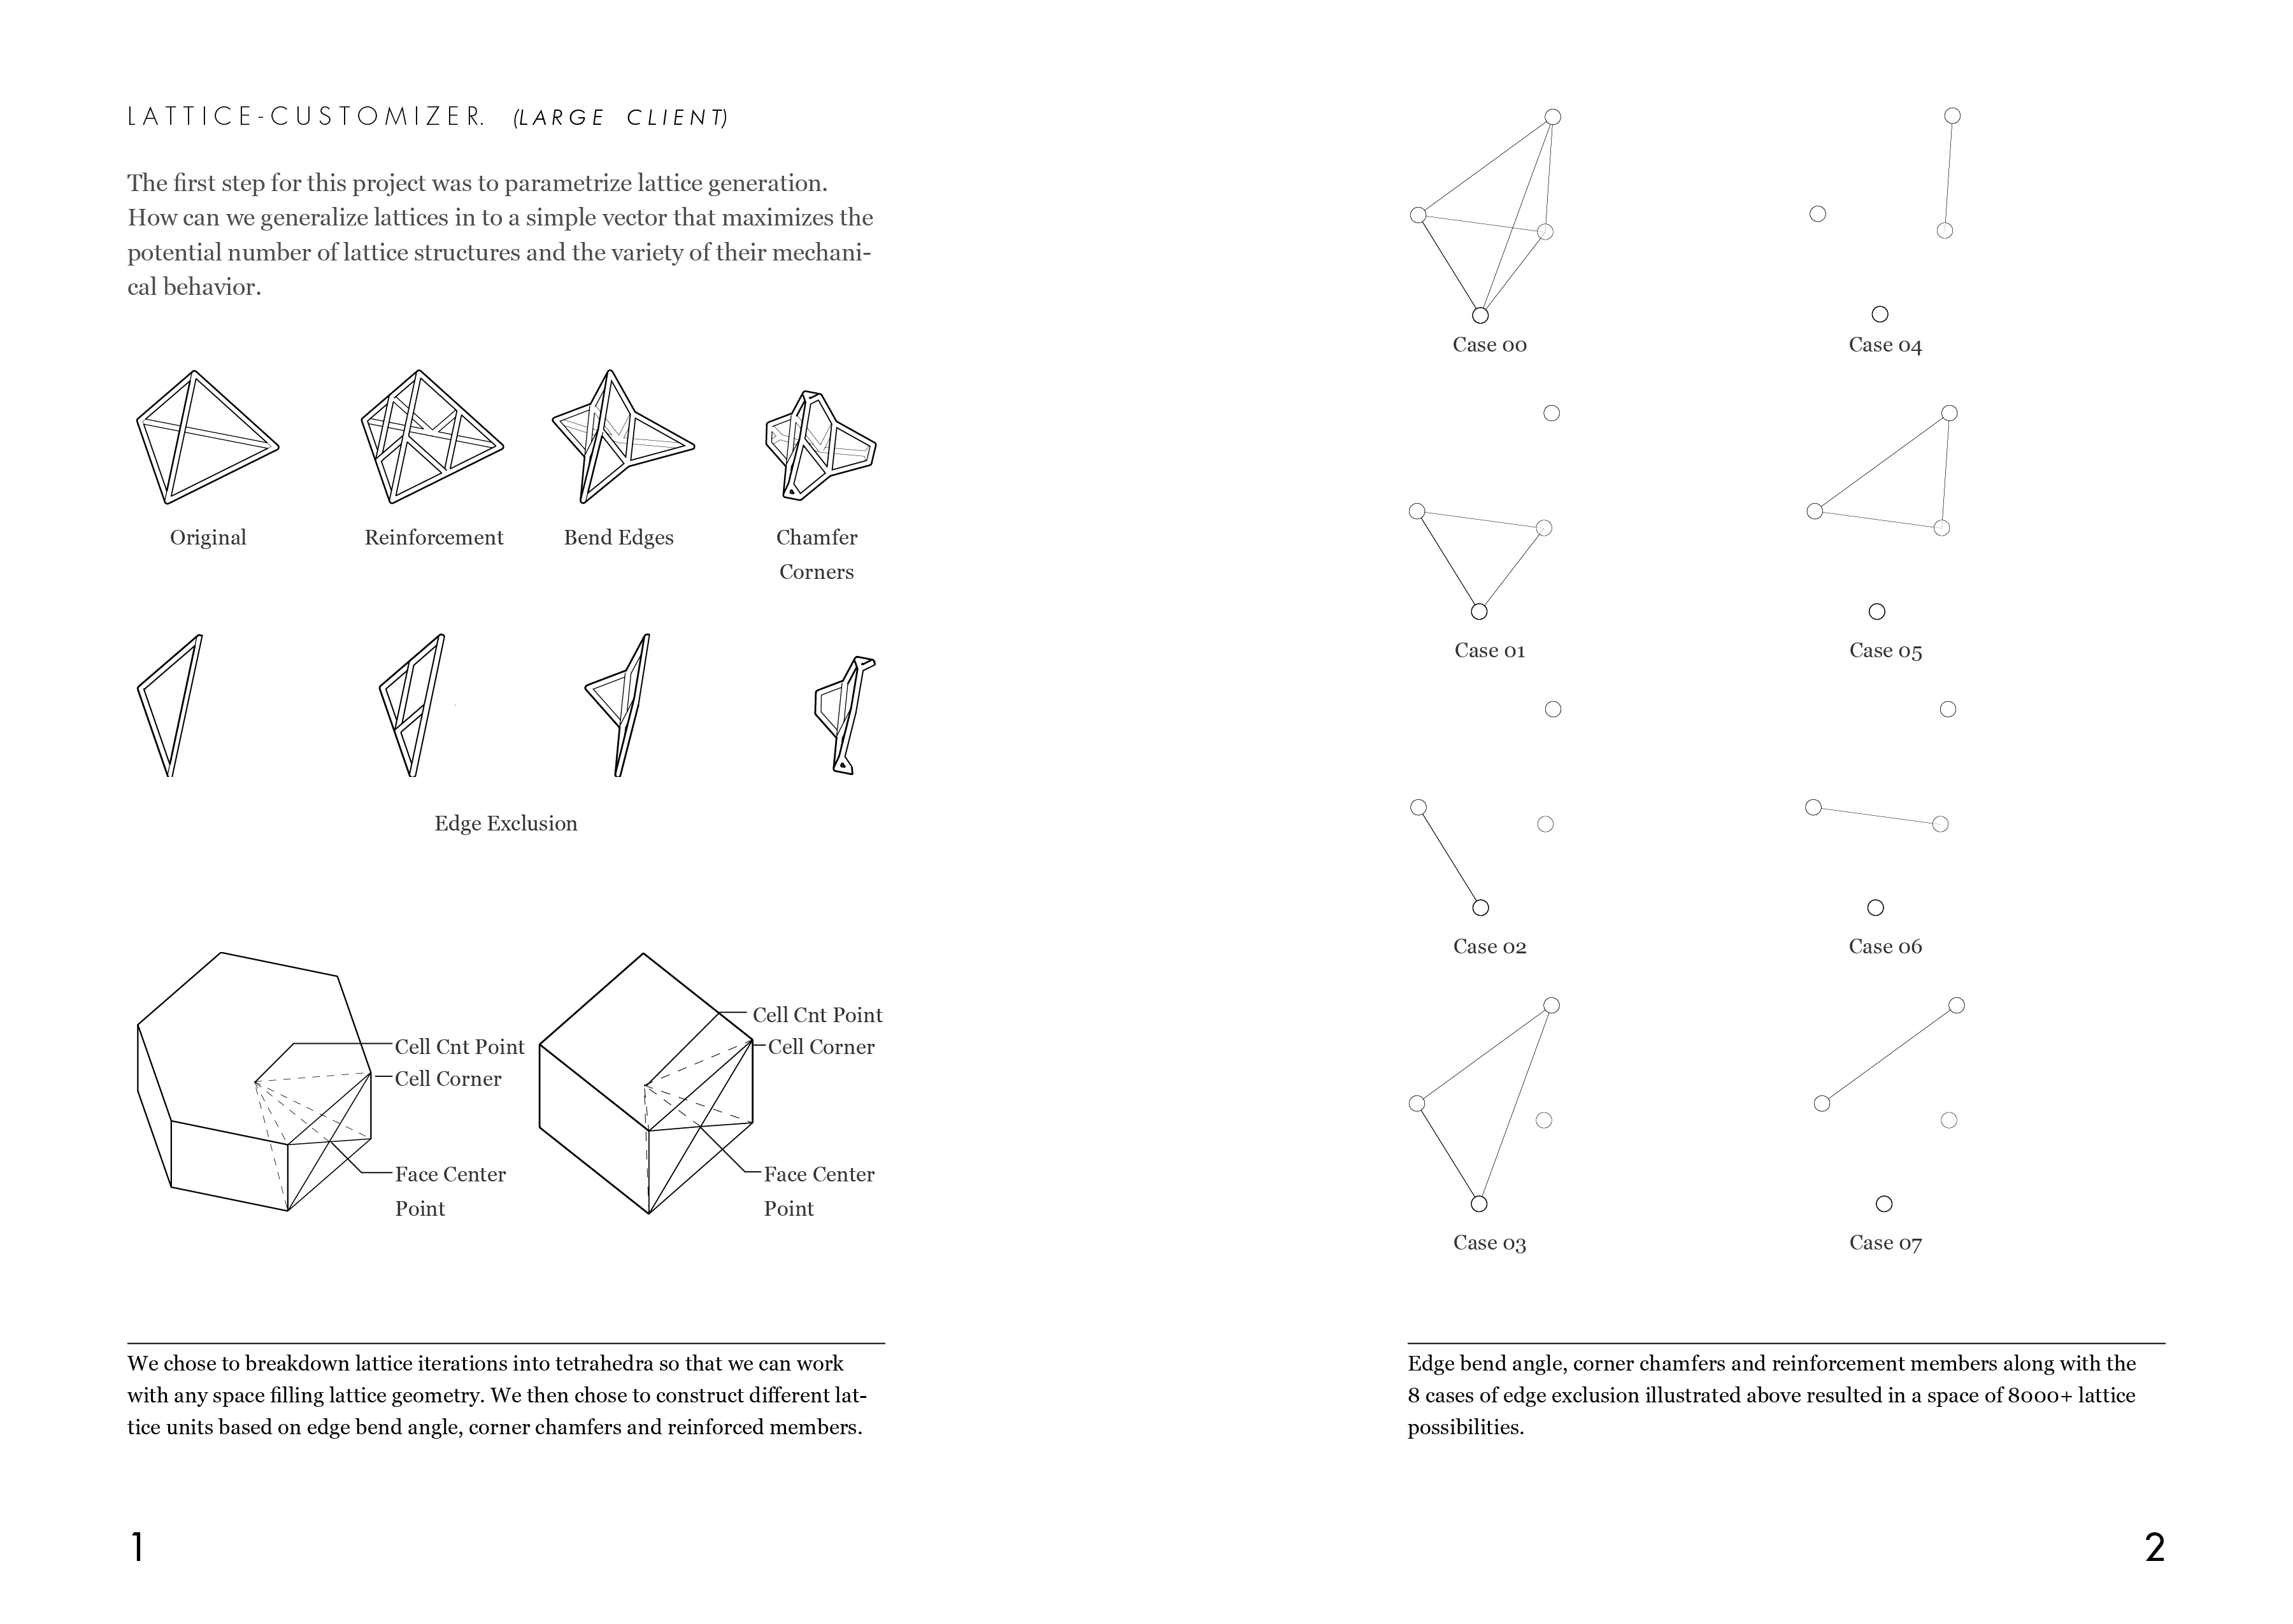 LATTICE-CUSTOMIZER. (LARGE CLIENT)
The first step for this project was to parametrize lattice generation.
How can we generalize lattices in to a simple vector that maximizes the
potential number of lattice structures and the variety of their mechani-
cal behavior.
Original
Reinforcement
Bend Edges
Chamfer
Corners
Edge Exclusion
Cell Cnt Point
Cell Corner
Face Center
Point
Cell Cnt Point
Cell Corner
Face Center
Point
We chose to breakdown lattice iterations into tetrahedra so that we can work
with any space filling lattice geometry. We then chose to construct different lat-
tice units based on edge bend angle, corner chamfers and reinforced members.
1
Case 00
Case 04
Case 01
Case 05
Case 02
Case 06
Case 03
Case 07
Edge bend angle, corner chamfers and reinforcement members along with the
8 cases of edge exclusion illustrated above resulted in a space of 8000+ lattice
possibilities.
2